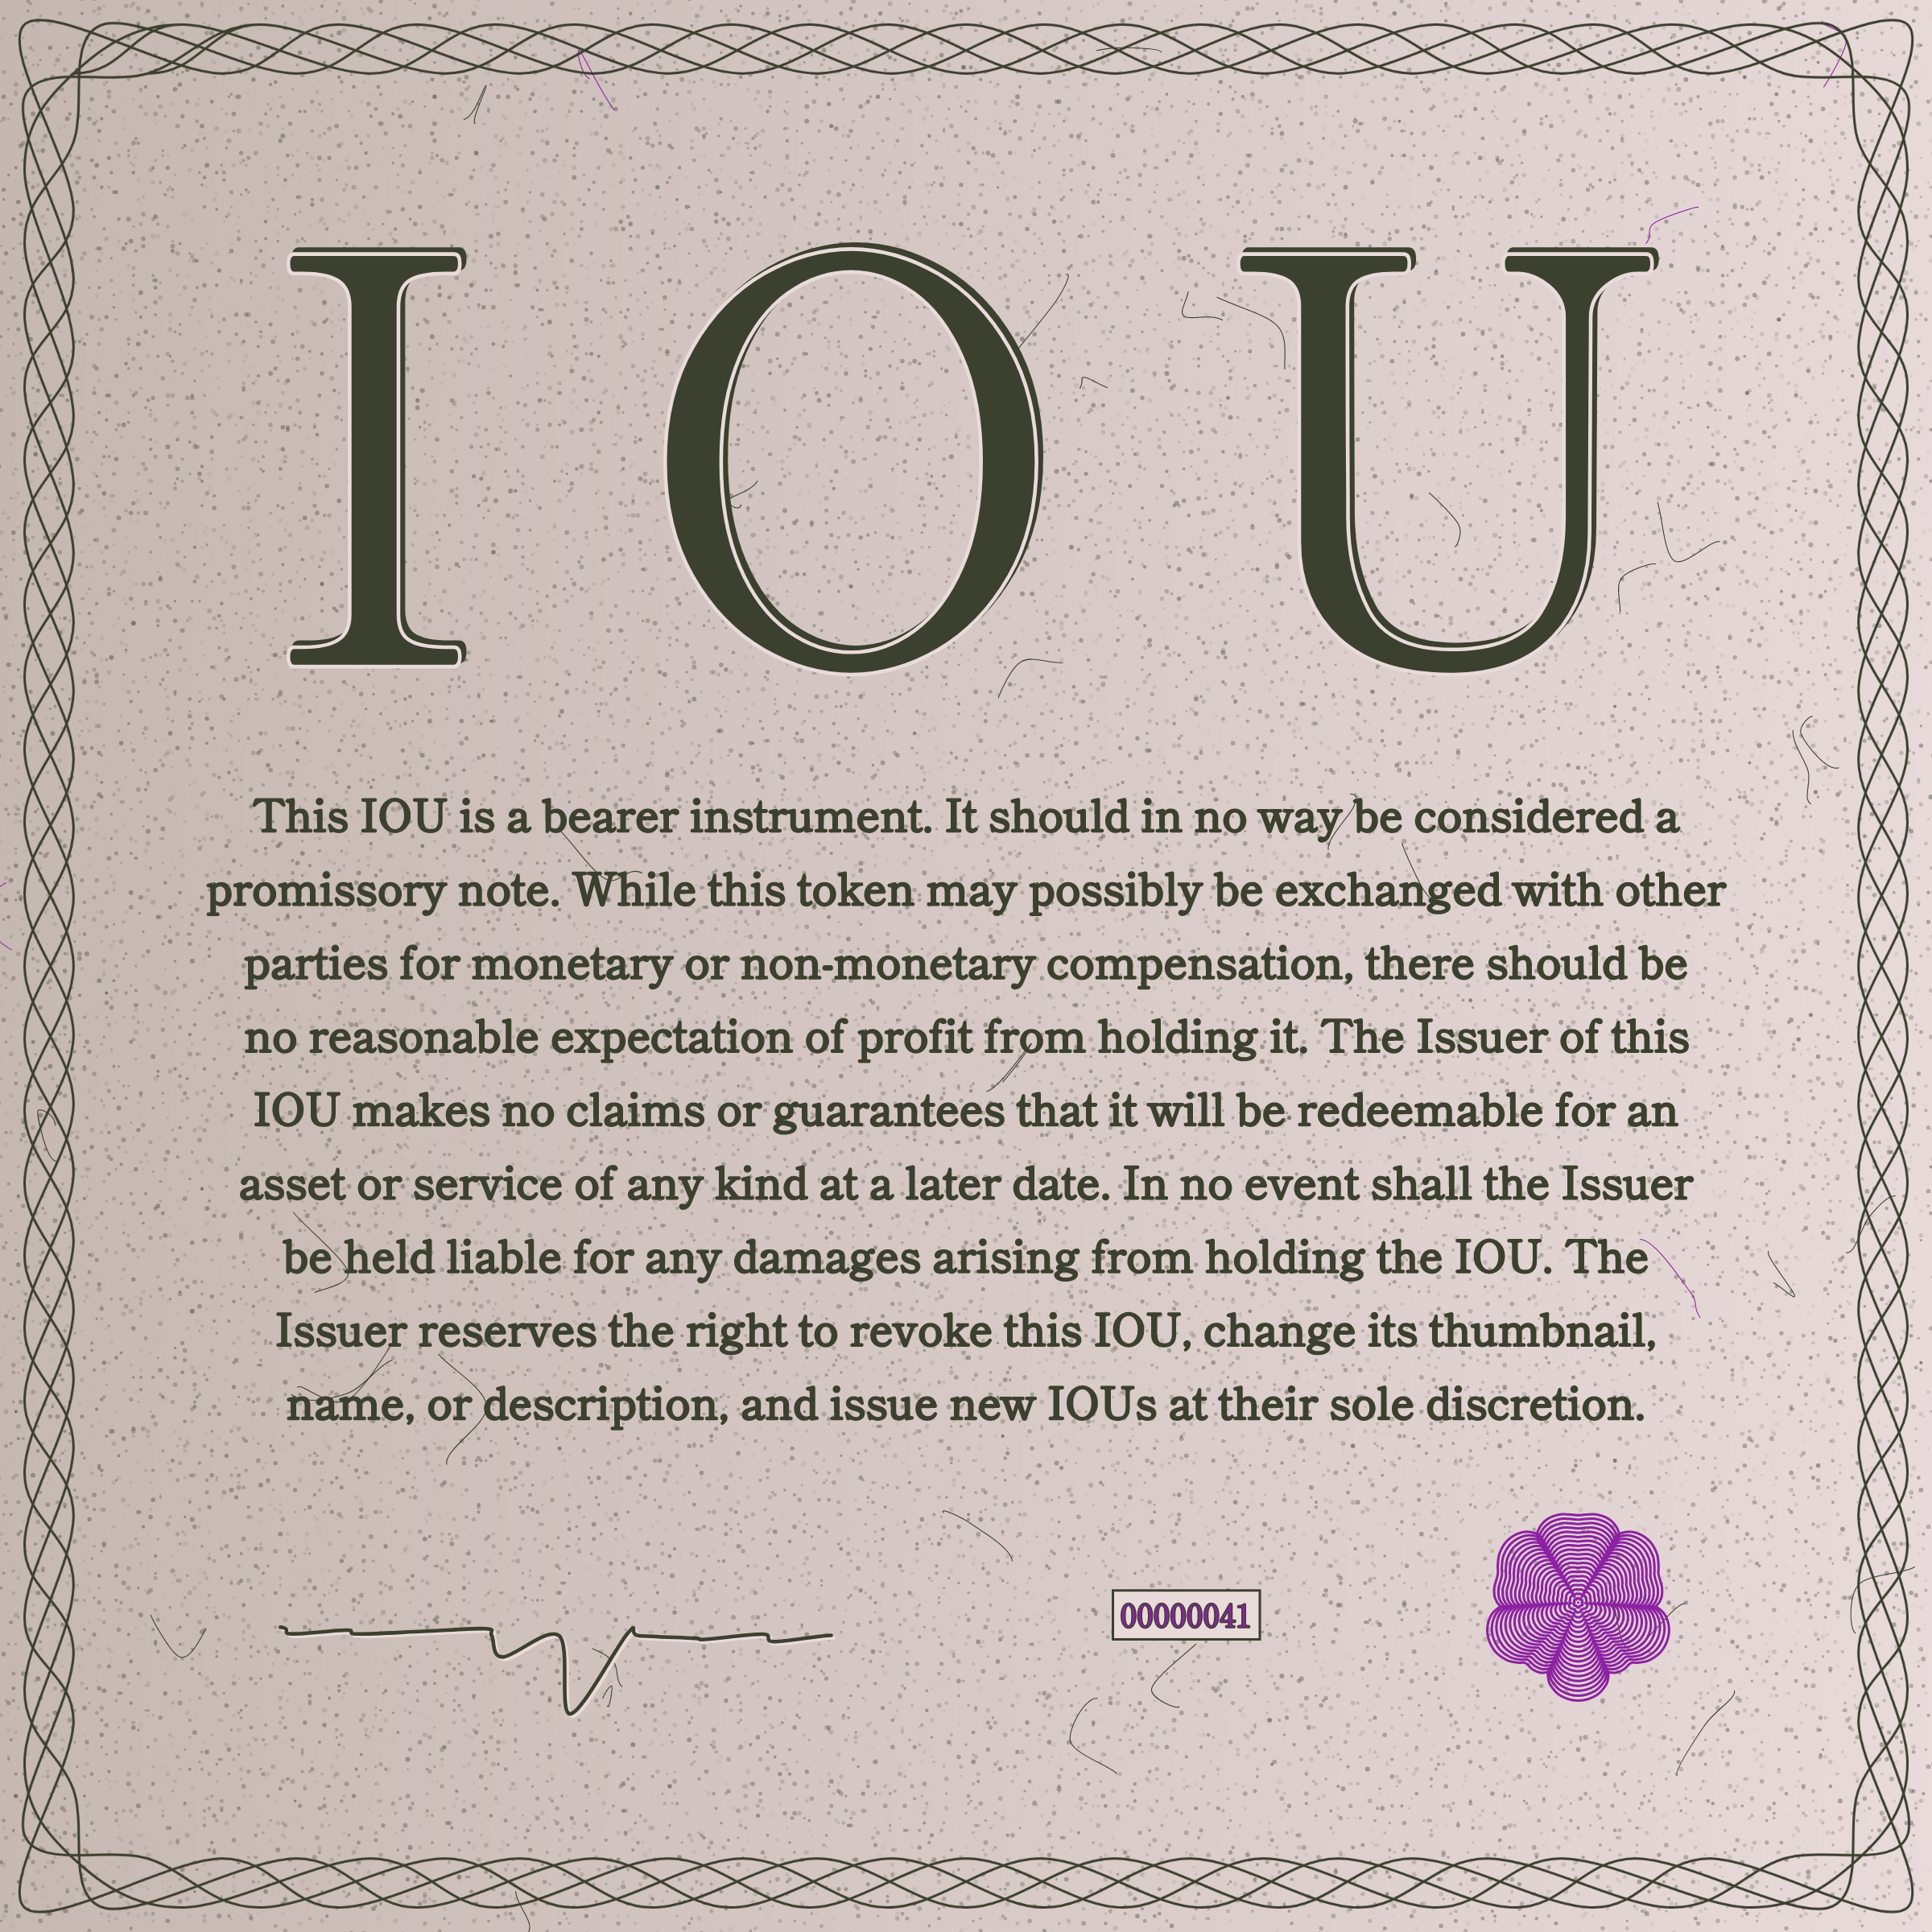 I O U
This IOU is a bearer instrument. It should in no way be considered a
promissory note. While this token may possibly be exchanged with other
parties for monetary or non-monetary compensation, there should be
no reasonable expectation of profit from holding it. The Issuer of this
IOU makes no claims or guarantees that it will be redeemable for an
asset or service of any kind at a later date. In no event shall the Issuer
be held liable for any damages arising from holding the IOU. The
Issuer reserves the right to revoke this IOU, change its thumbnail,
name, or description, and issue new IOUs at their sole discretion.
00000041